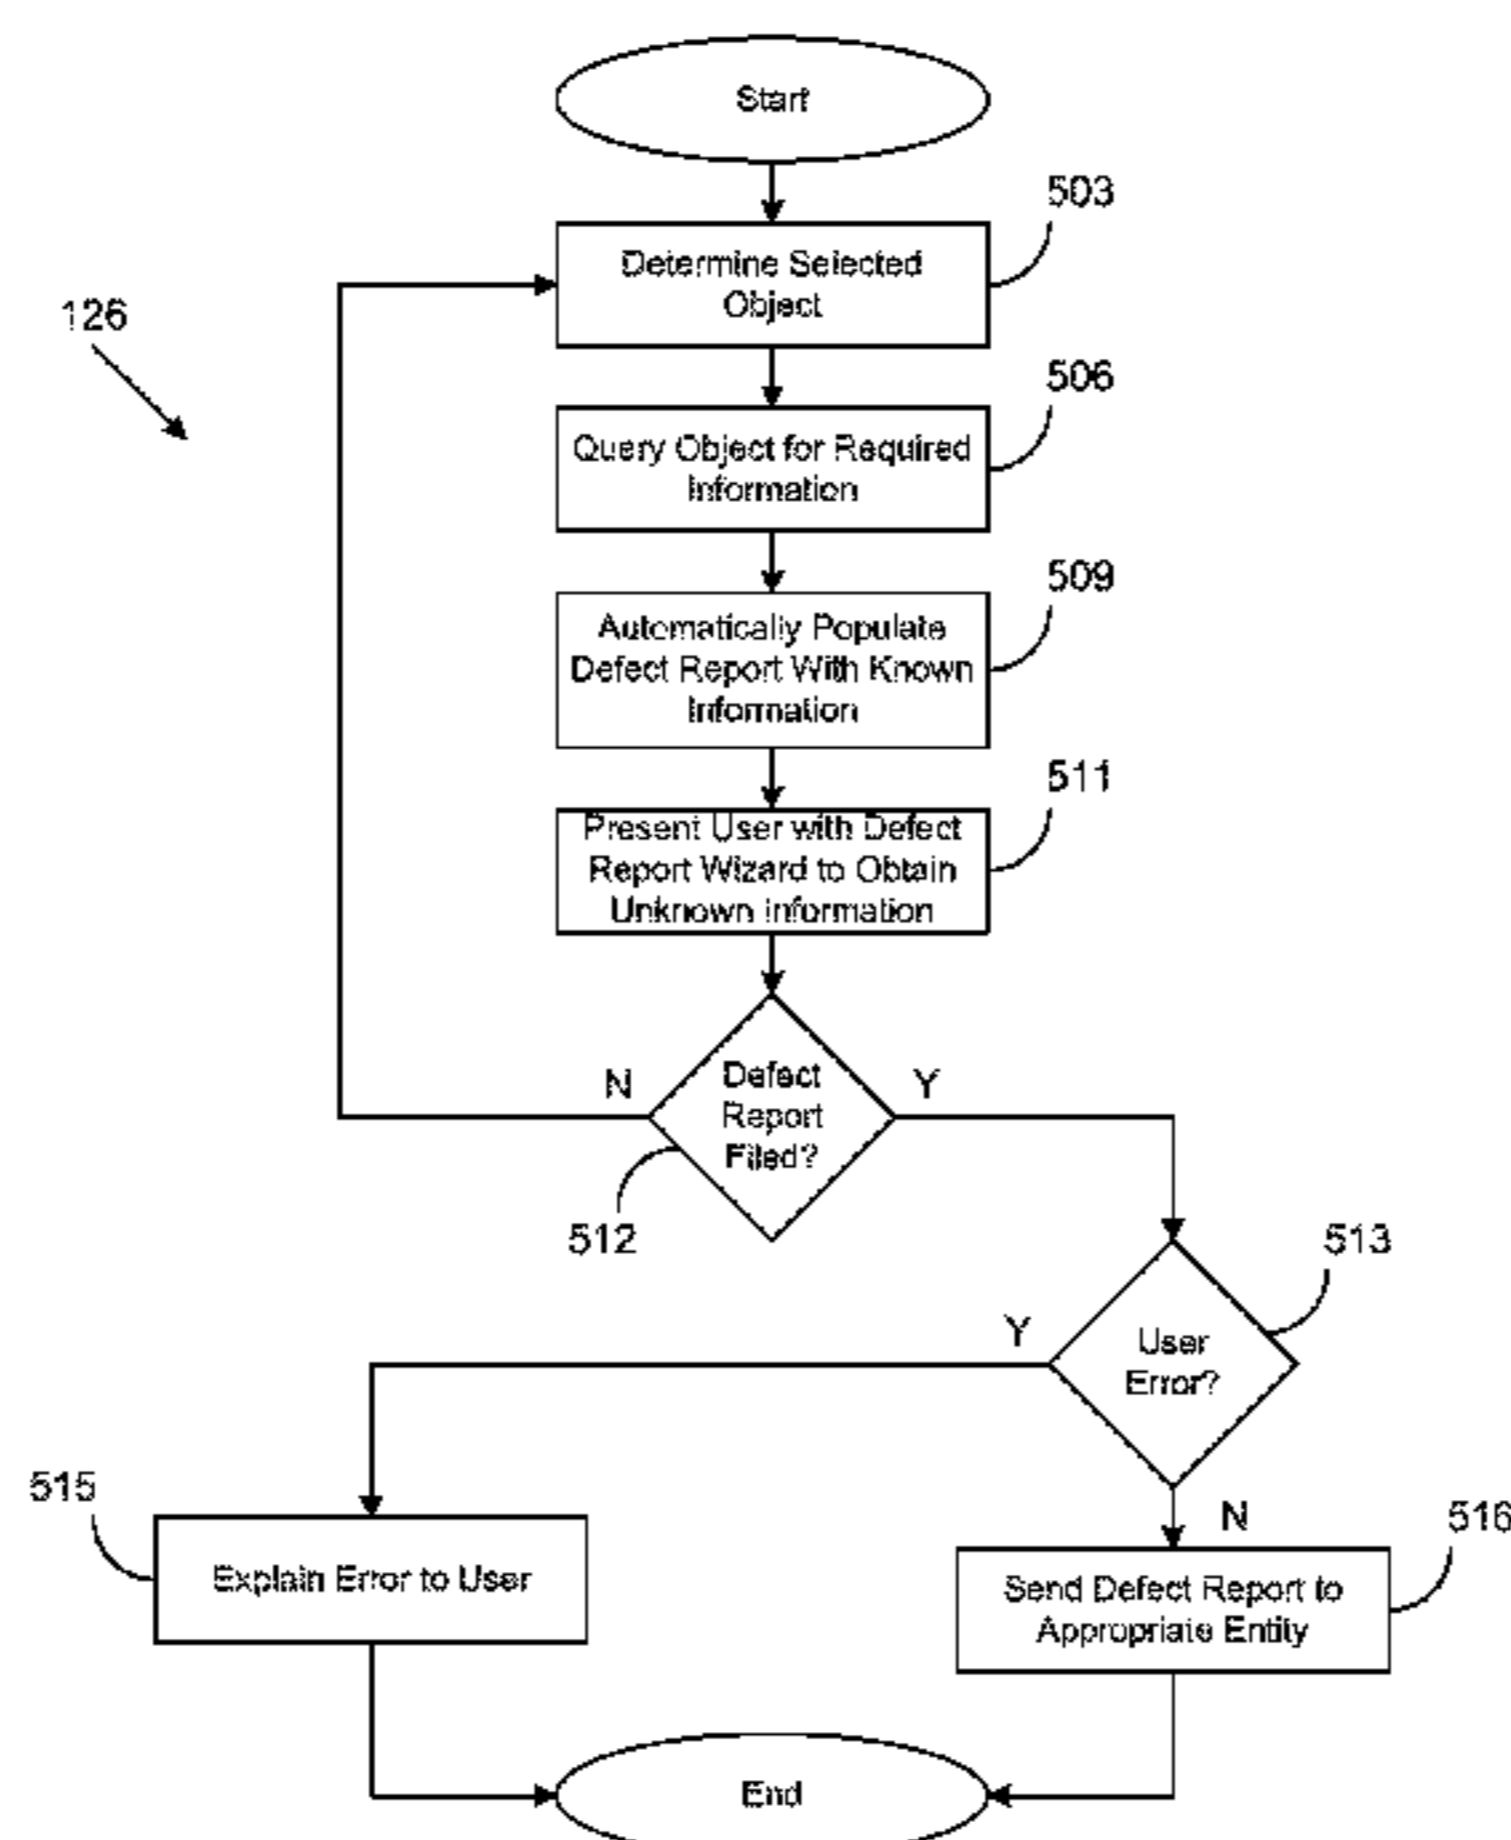 Start
503
Determine Selected
Object
126
506
Query Object for Required
Information
509
Automatically Populate
Defect Report With Known
Information
511
Present User with Defect
Report Wizard to Obtain
Unknown Information
N
Defect
Report
Filed?
Y
512
513
Y
User
Error?
515
N
516
Explain Error to User
Send Defect Report to
Appropriate Entity
End